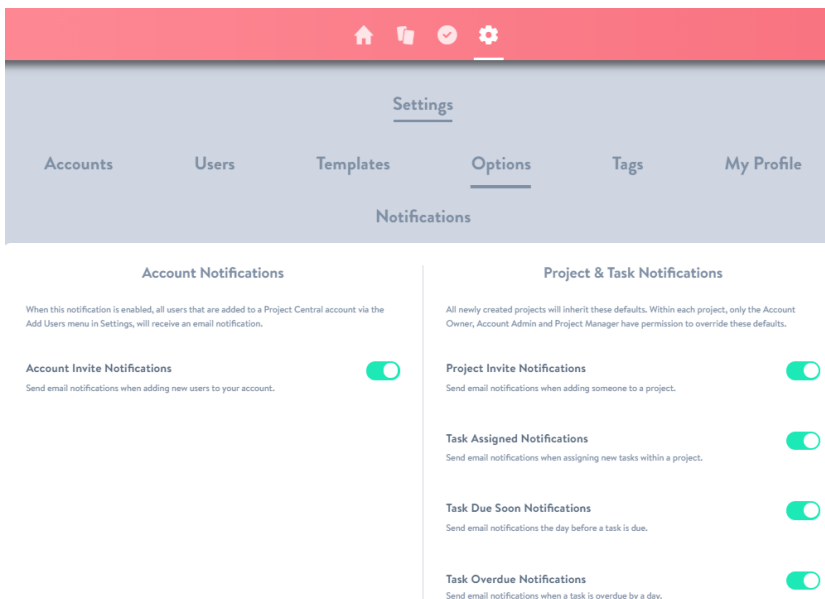 Settings
Accounts Users Templates Options Tags My Profile
Notifications
Account Notifications
When this notification is enabled, all users that are added to a Project Central account via the
Add Users menu in Settings, will receive an email notification.
Account Invite Notifications
Send email notifications when adding new users to your account.
Project & Task Notifications
All newly created projects will inherit these defaults. Within each project, only the Account
Owner, Account Admin and Project Manager have permission to override these defaults.
Project Invite Notifications
Send email notifications when adding someone to a project.
Task Assigned Notifications
Send email notifications when assigning new tasks within a project.
Task Due Soon Notifications
Send email notifications the day before a task is due.
Task Overdue Notifications
Send email notifications when a task is overdue by a day.